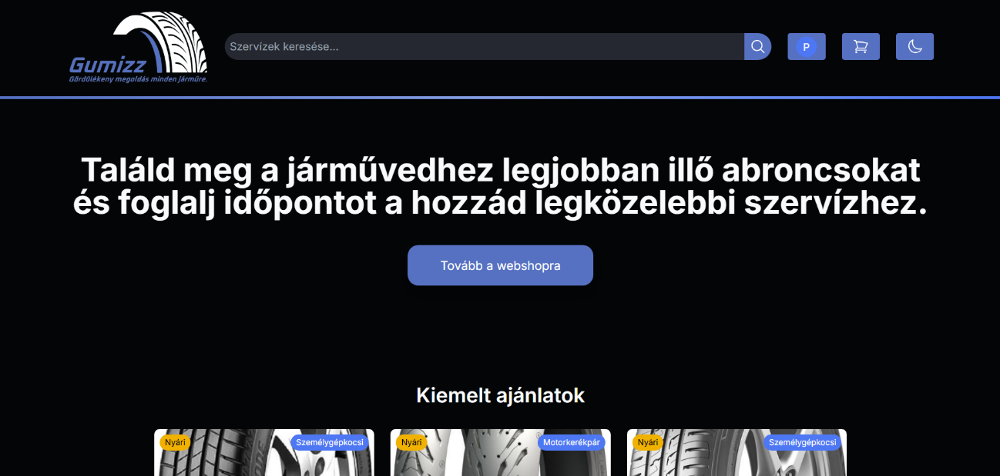 Gumizz
Gördülékeny megoldás minden járműre.
Szervízek keresése...
P
Találd meg a járművedhez legjobban illő abroncsokat
és foglalj időpontot a hozzád legközelebbi szervízhez.
Tovább a webshopra
Kiemelt ajánlatok
Nyári
Személygépkocsi
Nyári
Motorkerékpár
Nyári
Személygépkocsi